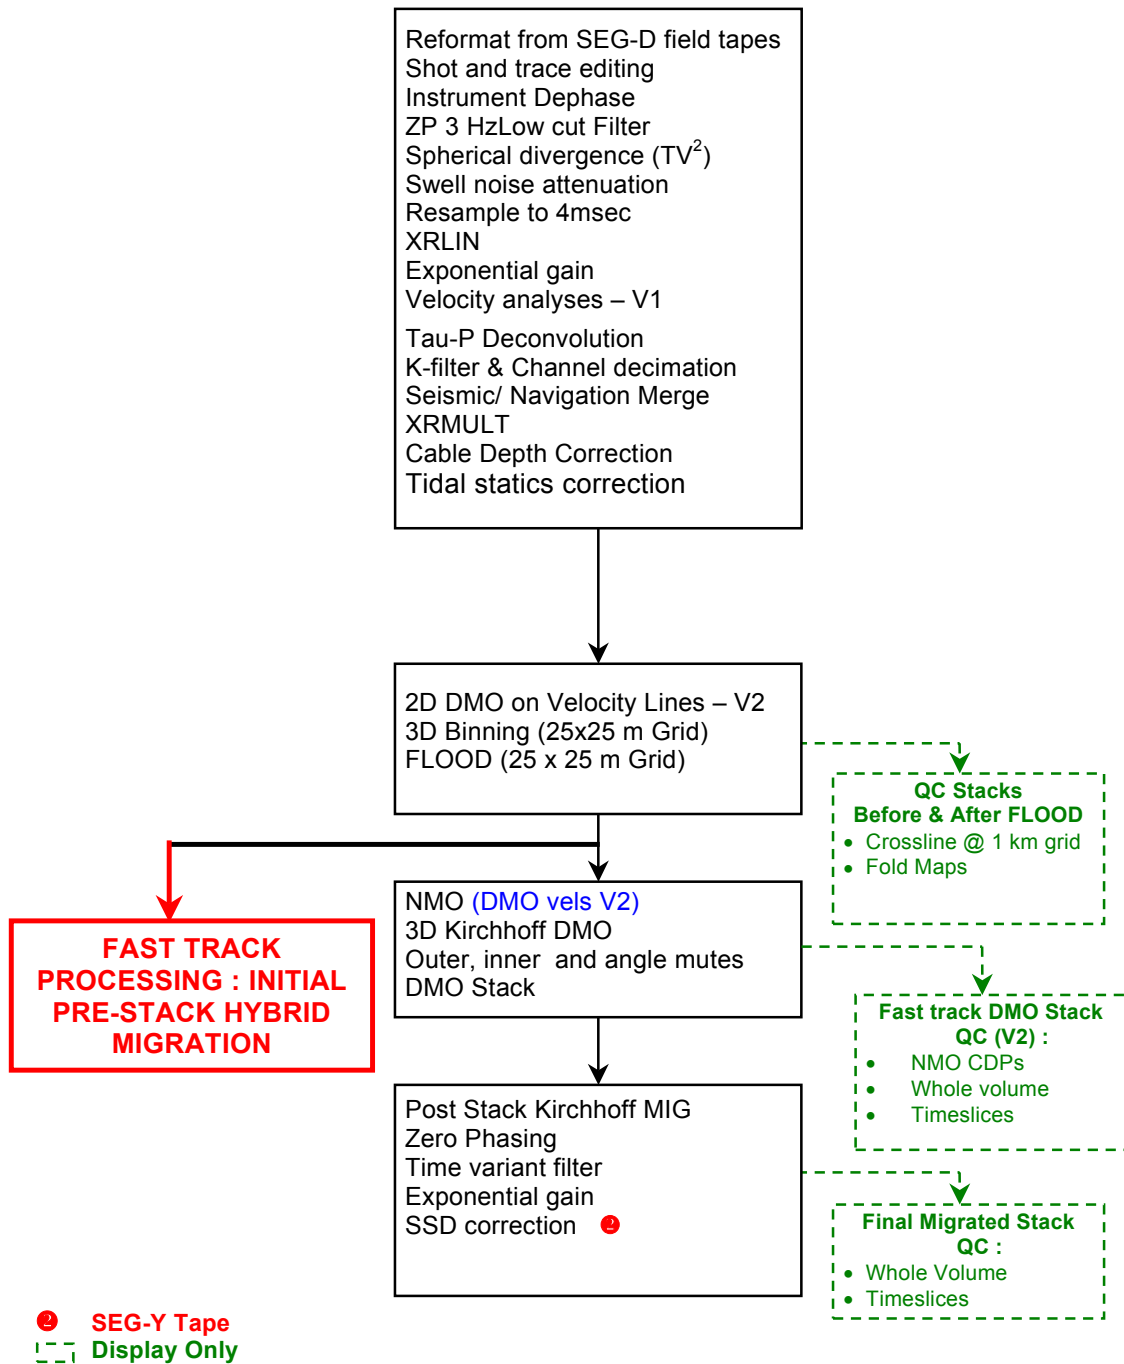 Reformat from SEG-D field tapes
Shot and trace editing
Instrument Dephase
ZP 3 HzLow cut Filter
Spherical divergence (TV²)
Swell noise attenuation
Resample to 4msec
XRLIN
Exponential gain
Velocity analyses – V1
Tau-P Deconvolution
K-filter & Channel decimation
Seismic/ Navigation Merge
XRMULT
Cable Depth Correction
Tidal statics correction
2D DMO on Velocity Lines – V2
3D Binning (25x25 m Grid)
FLOOD (25 x 25 m Grid)
QC Stacks
Before & After FLOOD
• Crossline @ 1 km grid
• Fold Maps
NMO (DMO vels V2)
3D Kirchhoff DMO
Outer, inner and angle mutes
DMO Stack
FAST TRACK
PROCESSING : INITIAL
PRE-STACK HYBRID
MIGRATION
Fast track DMO Stack
QC (V2) :
• NMO CDPs
• Whole volume
• Timeslices
Post Stack Kirchhoff MIG
Zero Phasing
Time variant filter
Exponential gain
SSD correction ❷
Final Migrated Stack
QC :
• Whole Volume
• Timeslices
❷ SEG-Y Tape
Display Only